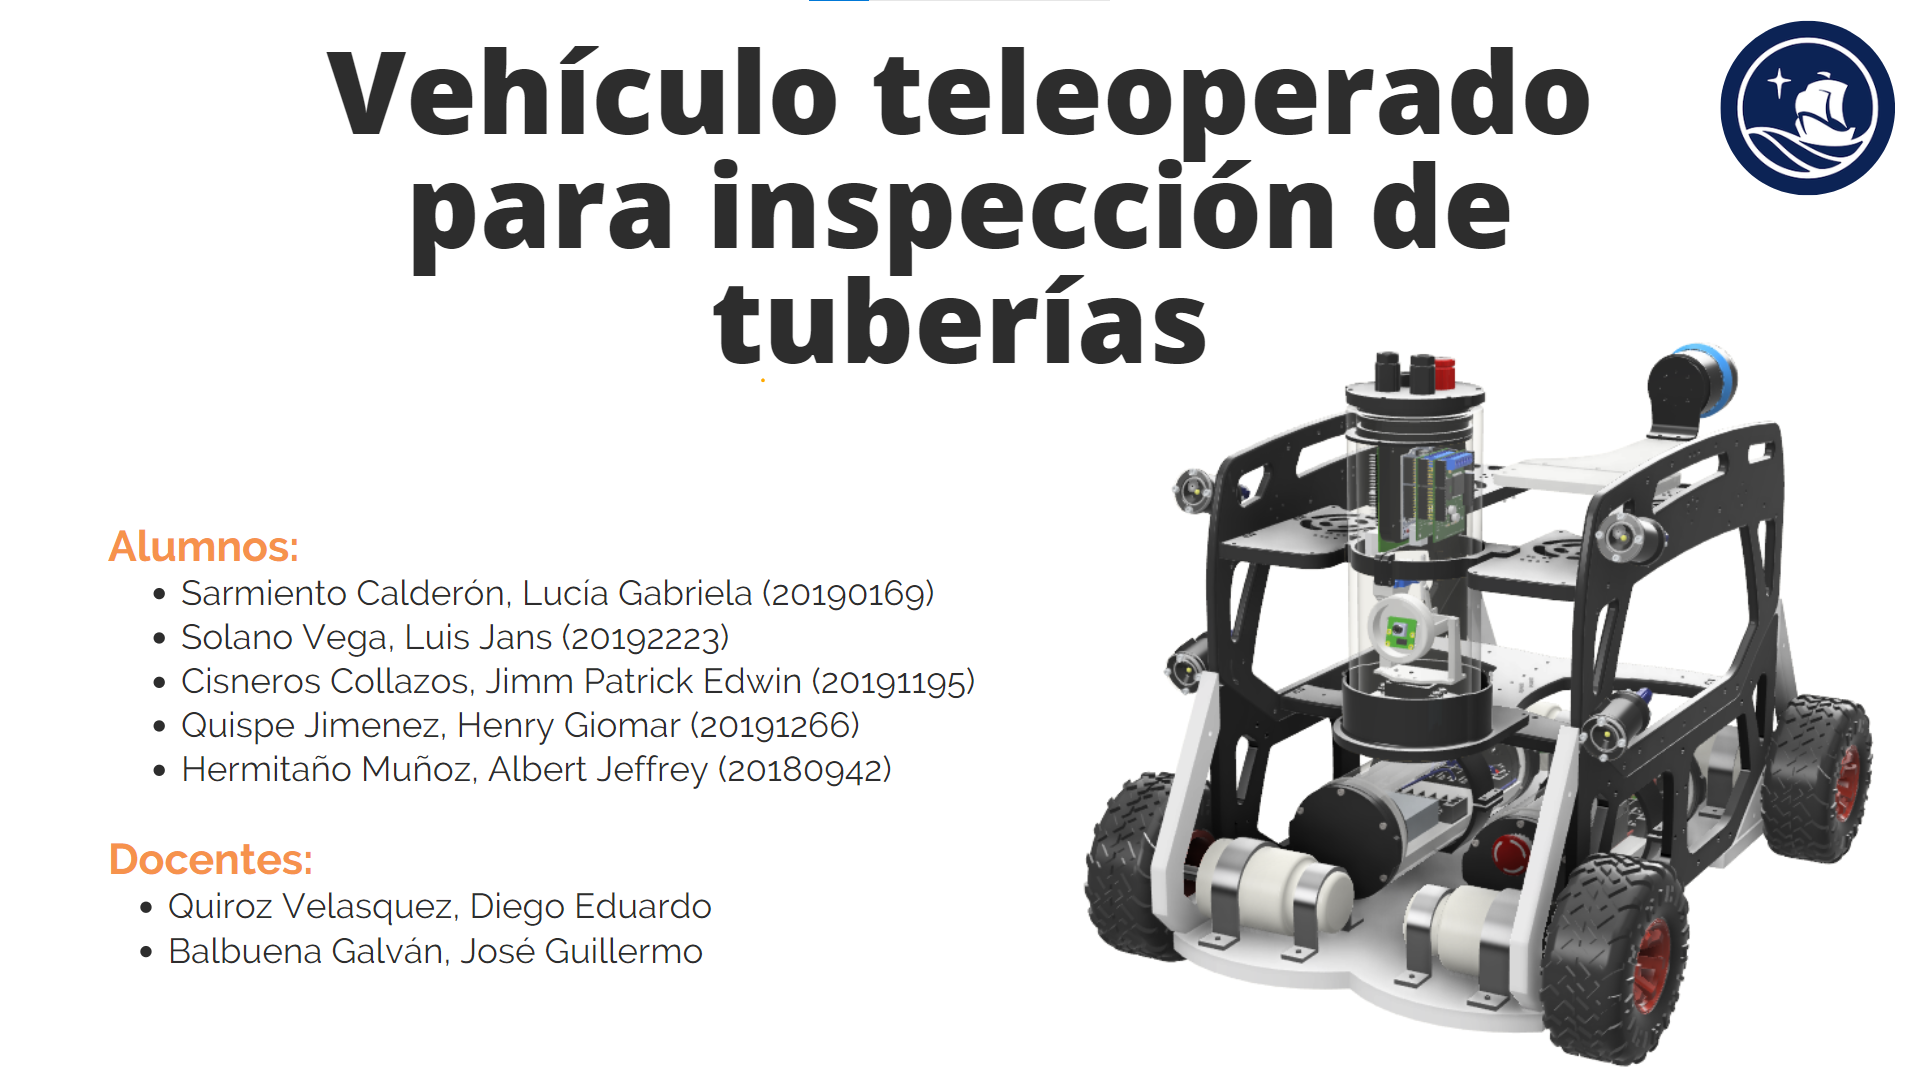 Vehículo teleoperado
para inspección de
tuberías
Alumnos:
• Sarmiento Calderón, Lucía Gabriela (20190169)
• Solano Vega, Luis Jans (20192223)
• Cisneros Collazos, Jimm Patrick Edwin (20191195)
• Quispe Jimenez, Henry Giomar (20191266)
• Hermitaño Muñoz, Albert Jeffrey (20180942)
Docentes:
• Quiroz Velasquez, Diego Eduardo
• Balbuena Galván, José Guillermo